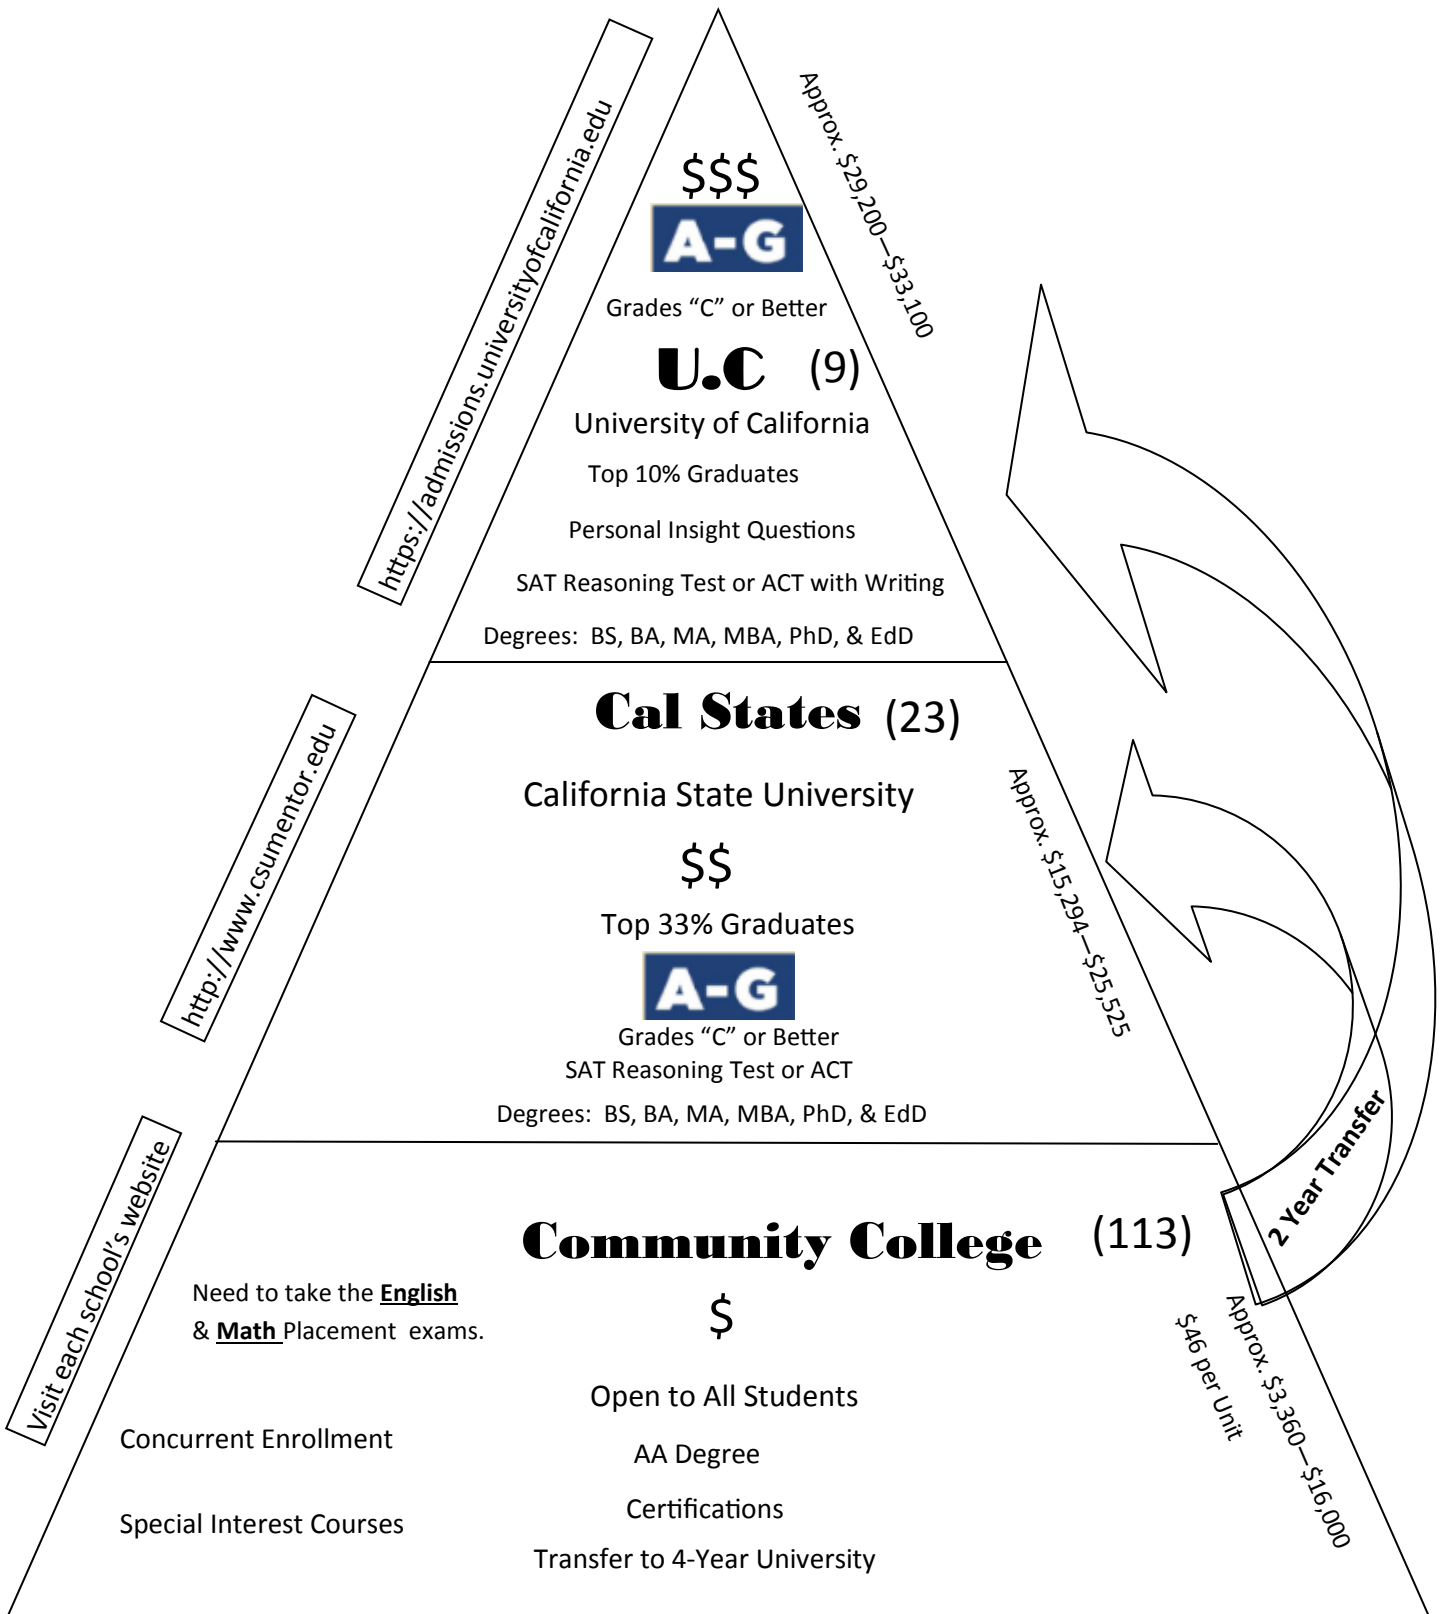 https://admissions.universityofcalifornia.edu
Approx. $29,200—$33,100
$$$
A-G
Grades “C” or Better
U.C (9)
University of California
Top 10% Graduates
Personal Insight Questions
SAT Reasoning Test or ACT with Writing
Degrees: BS, BA, MA, MBA, PhD, & EdD
http://www.csumentor.edu
Cal States (23)
California State University
$$
Top 33% Graduates
A-G
Grades “C” or Better
SAT Reasoning Test or ACT
Degrees: BS, BA, MA, MBA, PhD, & EdD
Approx. $15,294—$25,525
2 Year Transfer
Visit each school’s website
Community College (113)
Need to take the English
& Math Placement exams.
$
Open to All Students
AA Degree
Certifications
Transfer to 4-Year University
Concurrent Enrollment
Special Interest Courses
$46 per Unit
Approx. $3,360—$16,000